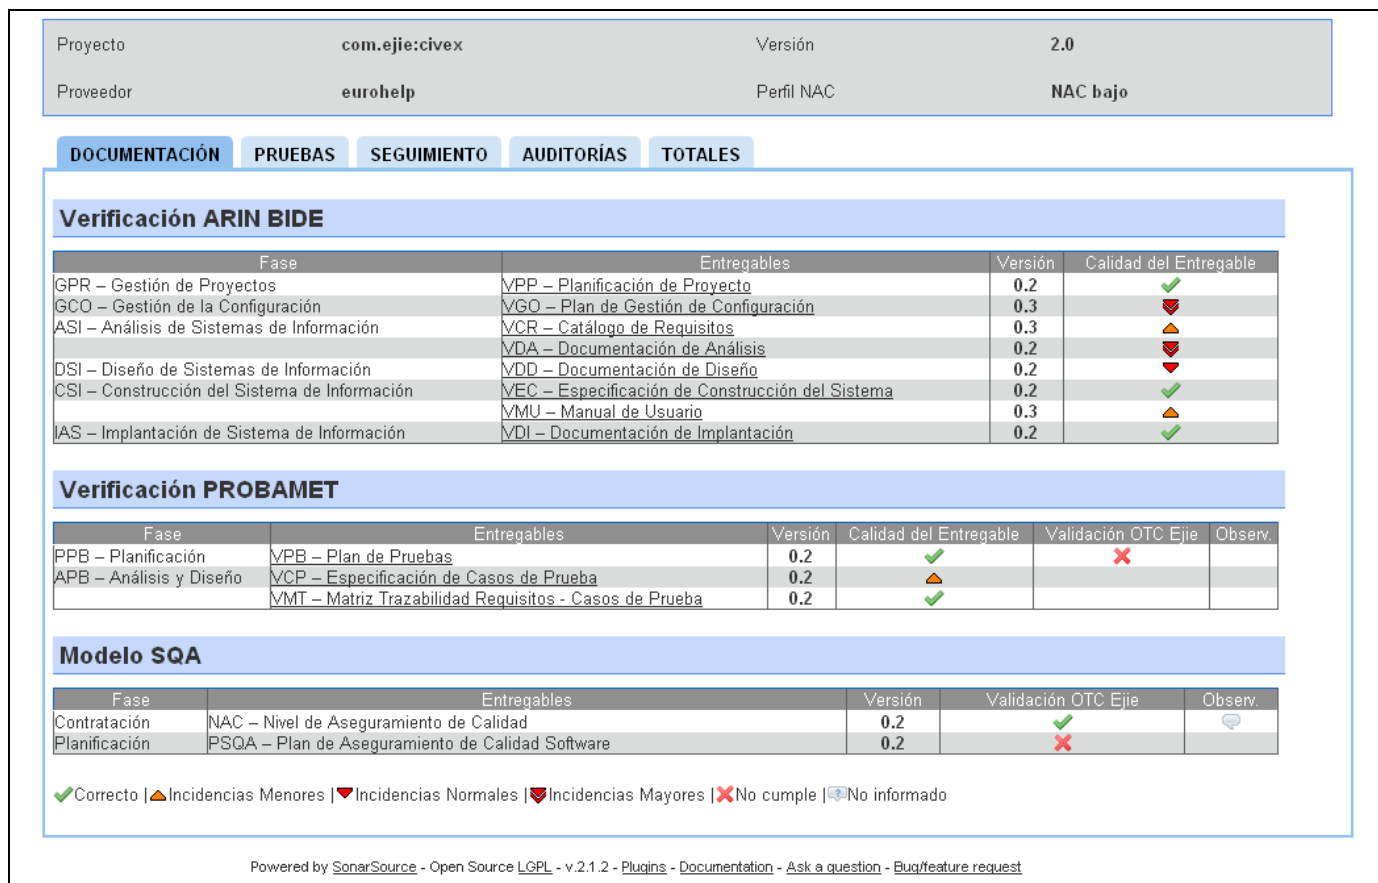 Proyecto com.ejie:civex Versión 2.0
Proveedor eurohelp Perfil NAC NAC bajo
DOCUMENTACIÓN PRUEBAS SEGUIMIENTO AUDITORÍAS TOTALES
Verificación ARIN BIDE
Fase Entregables Versión Calidad del Entregable
GPR – Gestión de Proyectos VPP – Planificación de Proyecto 0.2
GCO – Gestión de la Configuración VGO – Plan de Gestión de Configuración 0.3
ASI – Análisis de Sistemas de Información VCR – Catálogo de Requisitos 0.3
VDA – Documentación de Análisis 0.2
DSI – Diseño de Sistemas de Información VDD – Documentación de Diseño 0.2
CSI – Construcción del Sistema de Información VEC – Especificación de Construcción del Sistema 0.2
VMU – Manual de Usuario 0.3
IAS – Implantación de Sistema de Información VDI – Documentación de Implantación 0.2
Verificación PROBAMET
Fase Entregables Versión Calidad del Entregable Validación OTC Ejie Observ.
PPB – Planificación VPB – Plan de Pruebas 0.2
APB – Análisis y Diseño VCP – Especificación de Casos de Prueba 0.2
VMT – Matriz Trazabilidad Requisitos - Casos de Prueba 0.2
Modelo SQA
Fase Entregables Versión Validación OTC Ejie Observ.
Contratación NAC – Nivel de Aseguramiento de Calidad 0.2
Planificación PSQA – Plan de Aseguramiento de Calidad Software 0.2
Correcto | Incidencias Menores | Incidencias Normales | Incidencias Mayores | No cumple | No informado
Powered by SonarSource - Open Source LGPL - v.2.1.2 - Plugins - Documentation - Ask a question - Bug/feature request